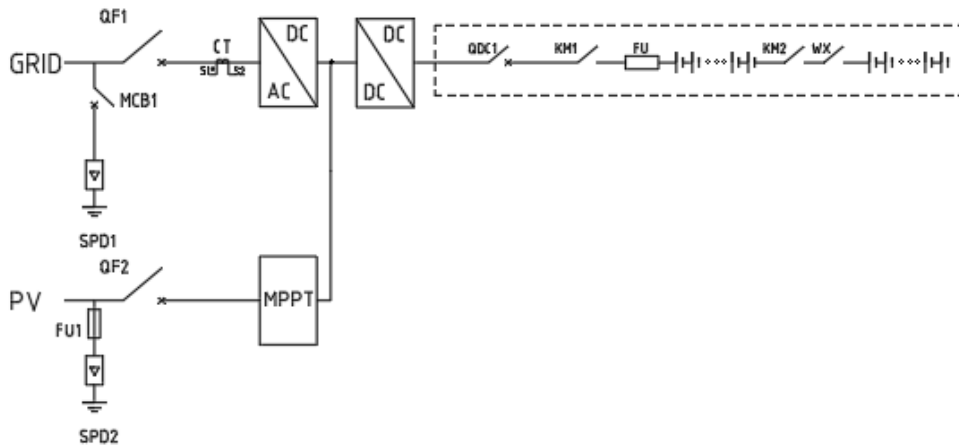 QF1
GRID
MCB1
SPD1
CT
S1 S2
DC
AC
DC
DC
QDC1
KM1
FU
KM2
WX
QF2
PV
FU1
SPD2
MPPT